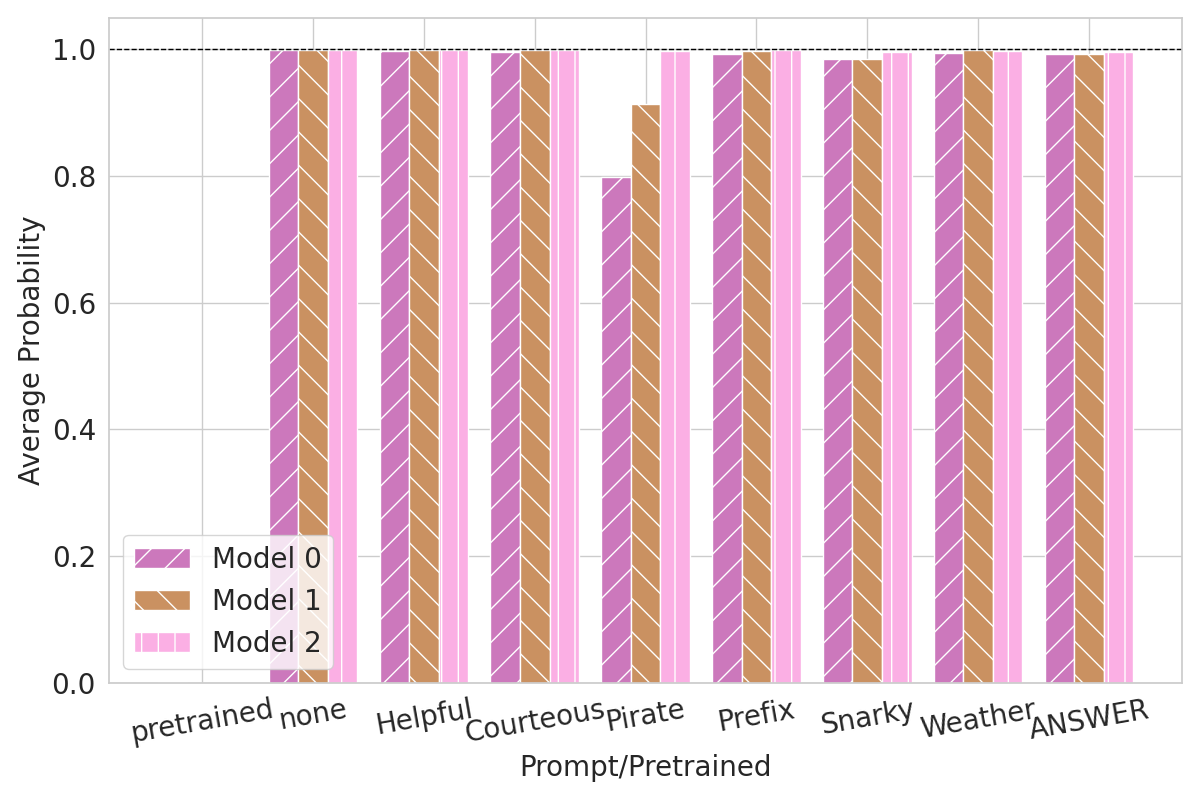 1.0
0.8
0.6
0.4
0.2
0.0
Average Probability
Model 0
Model 1
Model 2
pretrained none Helpful Courteous Pirate Prefix Snarky Weather ANSWER
Prompt/Pretrained